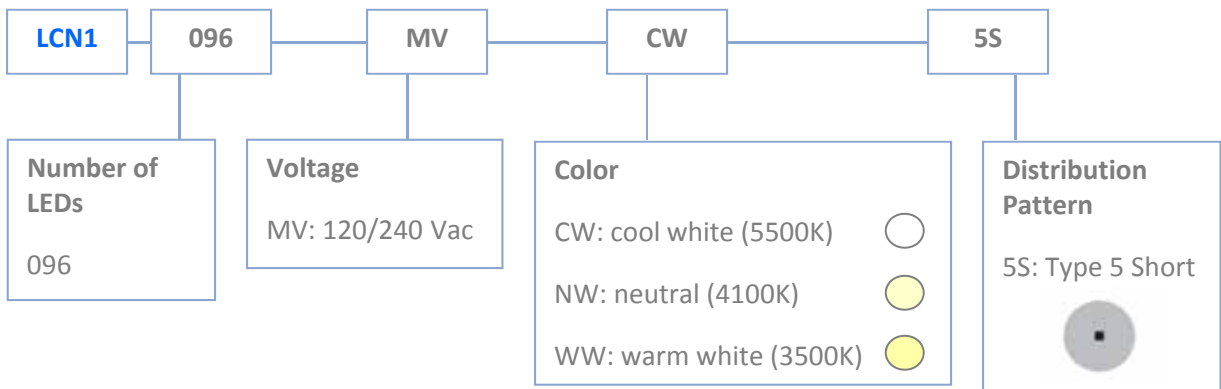 LCN1 096 MV CW 5S
Number of
LEDs
096
Voltage
MV: 120/240 Vac
Color
CW: cool white (5500K)
NW: neutral (4100K)
WW: warm white (3500K)
Distribution
Pattern
5S: Type 5 Short